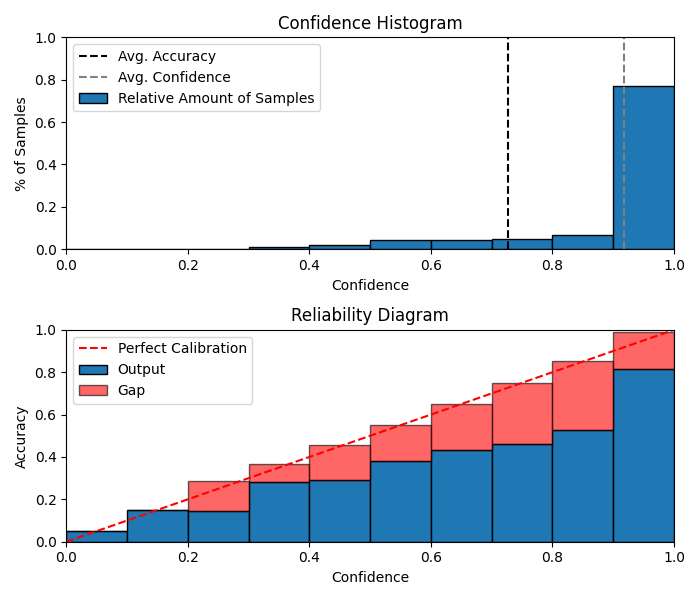 Confidence Histogram
1.0
0.8
0.6
0.4
0.2
0.0
% of Samples
Avg. Accuracy
Avg. Confidence
Relative Amount of Samples
0.0 0.2 0.4 0.6 0.8 1.0
Confidence
Reliability Diagram
1.0
0.8
0.6
0.4
0.2
0.0
Accuracy
Perfect Calibration
Output
Gap
0.0 0.2 0.4 0.6 0.8 1.0
Confidence